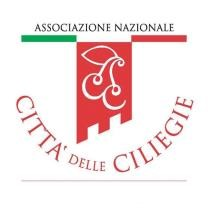 ASSOCIAZIONE NAZIONALE
CITTA' DELLE CILIEGIE